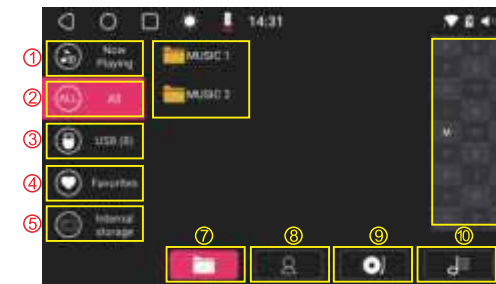 14:31
① Now Playing
MUSIC 1
② ALL All
MUSIC 2
③ USB (B)
M
④ Favorites
⑤ Internal storage
⑦ ⑧ ⑨ ⑩